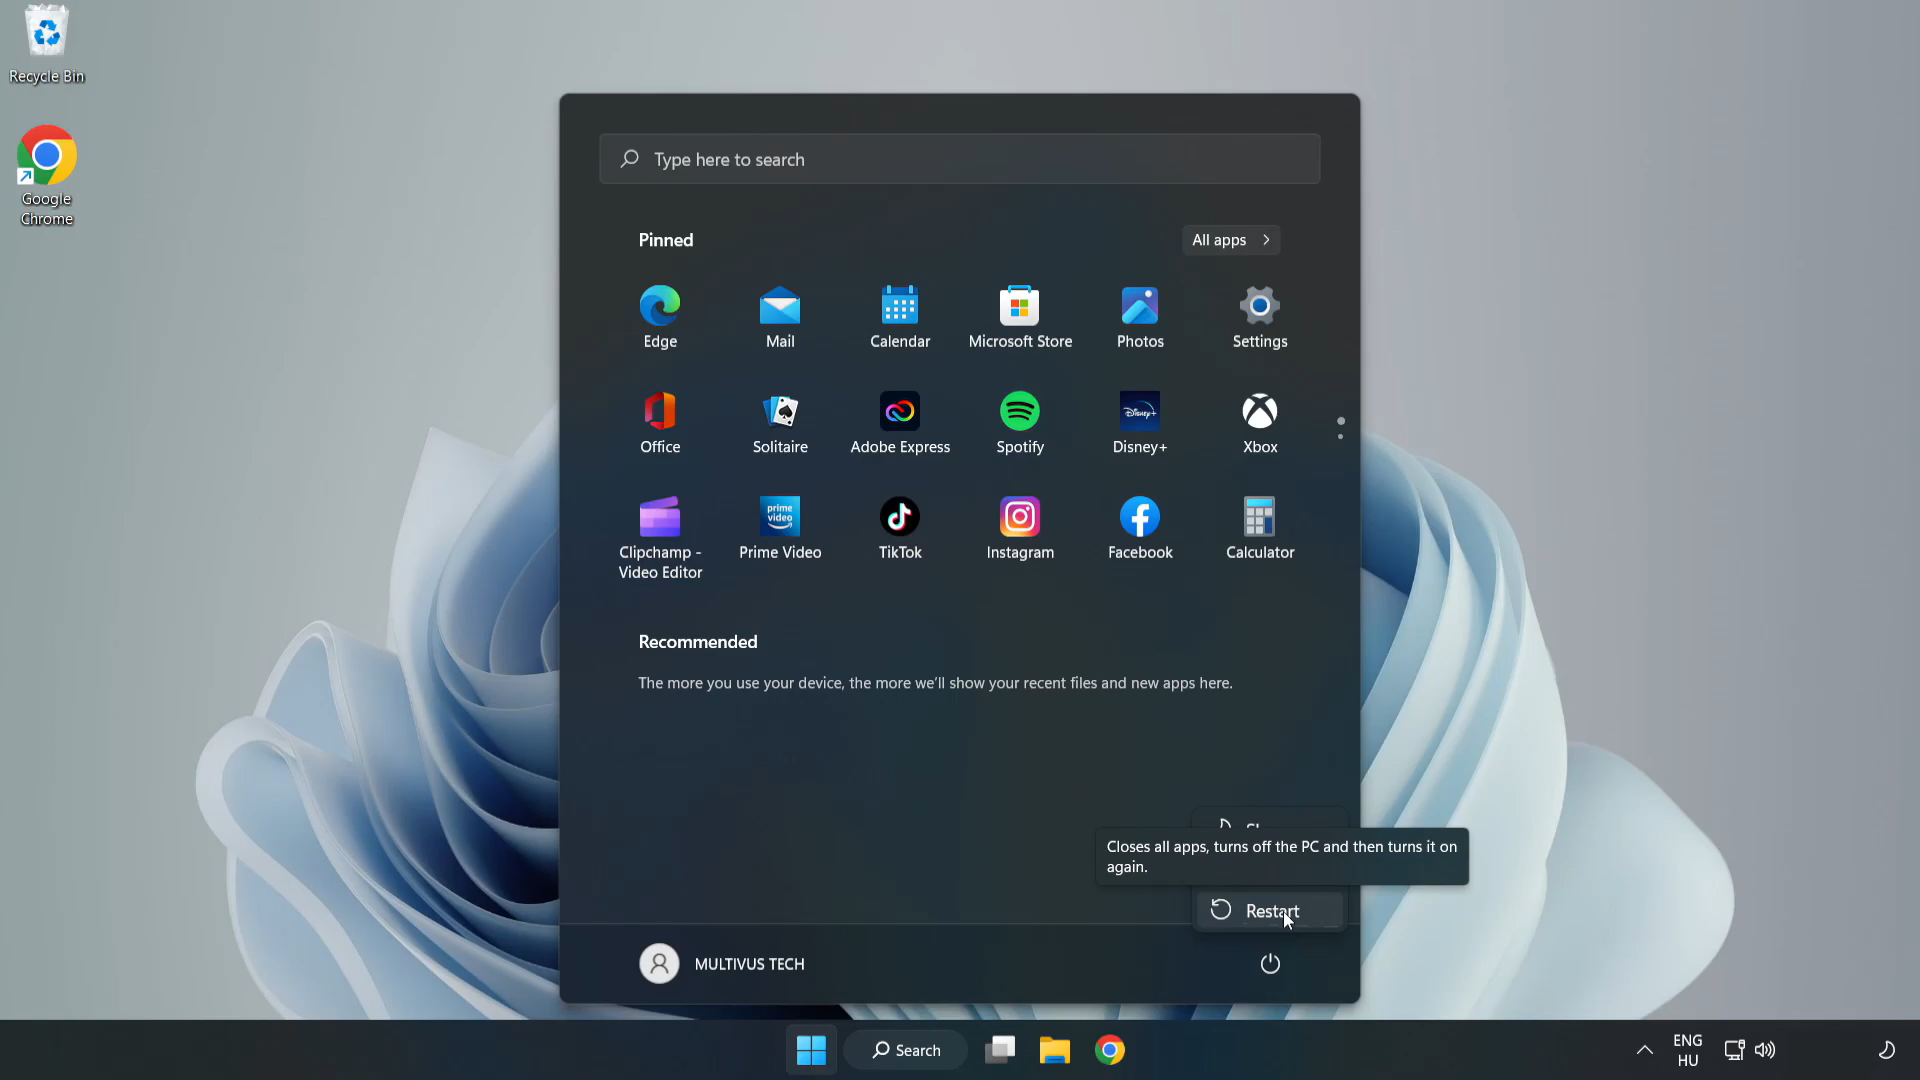 Recycle Bin
Google
Chrome
Type here to search
Pinned
All apps
Edge
Mail
Calendar
Microsoft Store
Photos
Settings
Office
Solitaire
Adobe Express
Spotify
Disney+
Disney+
Xbox
prime
video
Clipchamp -
Video Editor
Prime Video
TikTok
Instagram
Facebook
Calculator
Recommended
The more you use your device, the more we'll show your recent files and new apps here.
Closes all apps, turns off the PC and then turns it on
again.
Restart
MULTIVUS TECH
Search
ENG
HU